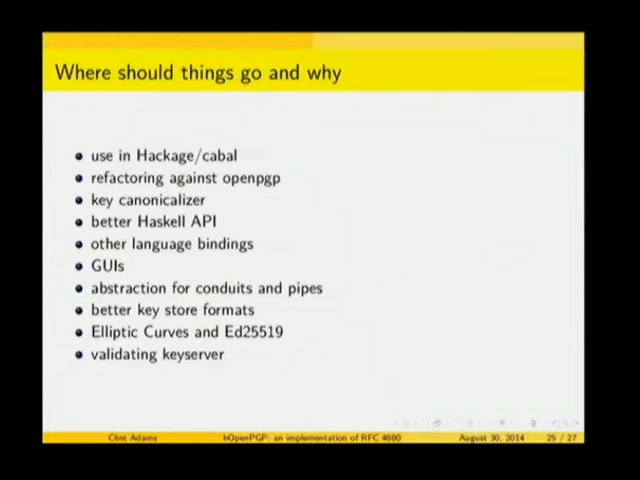 Where should things go and why
use in Hackage/cabal
refactoring against openpgp
key canonicalizer
better Haskell API
other language bindings
GUIs
abstraction for conduits and pipes
better key store formats
Elliptic Curves and Ed25519
validating keyserver
Clint Adams hOpenPGP: an implementation of RFC 4880 August 30, 2014 25 / 27